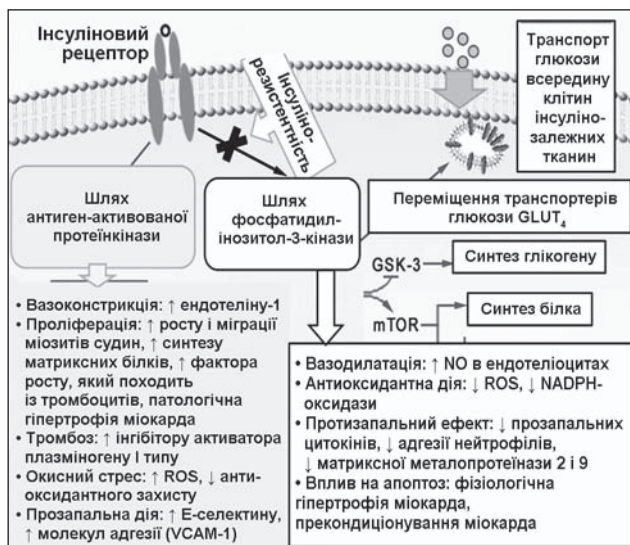 Інсуліновий
рецептор
Інсуліно-
резистентність
Транспорт
глюкози
всередину
клітин
інсуліно-
залежних
тканин
Шлях
антиген-активованої
протеїнкінази
Шлях
фосфатидил-
інозитол-3-кінази
Переміщення транспортерів
глюкози GLUT4
GSK-3
Синтез глікогену
mTOR
Синтез білка
• Вазоконстрикція: ↑ ендотеліну-1
• Проліферація: ↑ росту і міграції
міозитів судин, ↑ синтезу
матриксних білків, ↑ фактора
росту, який походить
із тромбоцитів, патологічна
гіпертрофія міокарда
• Тромбоз: ↑ інгібітору активатора
плазміногену І типу
• Окисний стрес: ↑ ROS, ↓ анти-
оксидантного захисту
• Прозапальна дія: ↑ Е-селектину,
↑ молекул адгезії (VCAM-1)
• Вазодилатація: ↑ NO в ендотеліоцитах
• Антиоксидантна дія: ↓ ROS, ↓ NADPH-
оксидази
• Протизапальний ефект: ↓ прозапальних
цитокінів, ↓ адгезії нейтрофілів,
↓ матриксної металопротеїнази 2 і 9
• Вплив на апоптоз: фізіологічна
гіпертрофія міокарда,
прекондиціонування міокарда